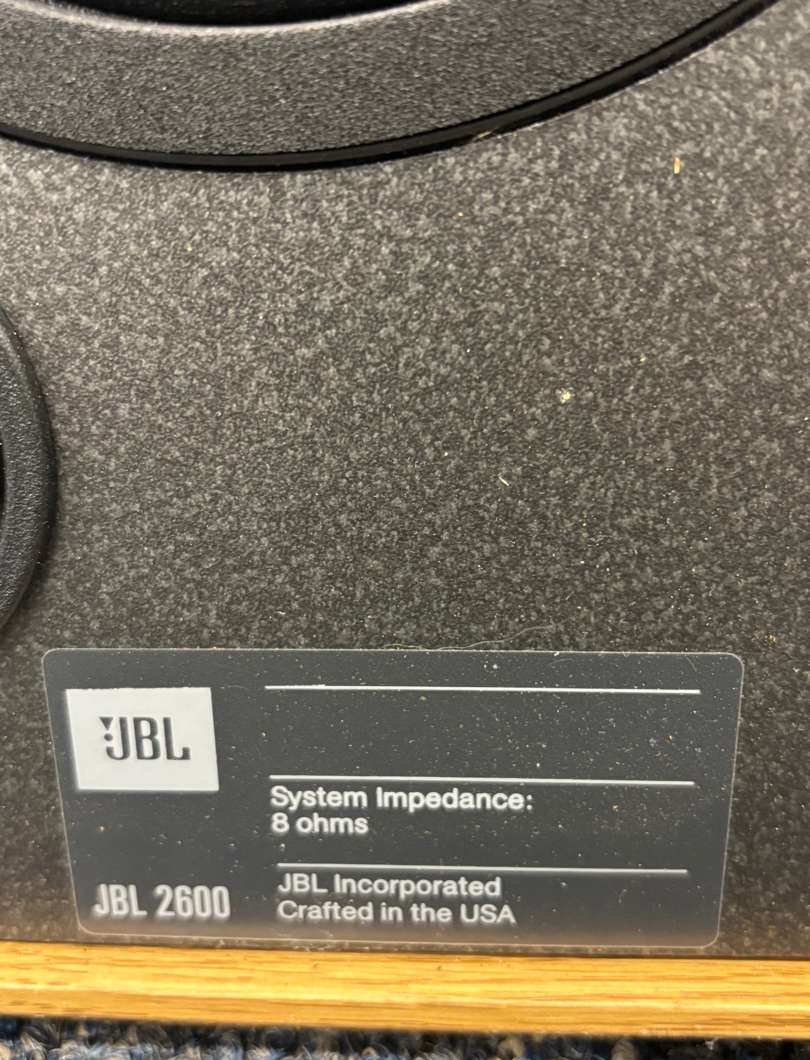 JBL
System Impedance:
8 ohms
JBL 2600
JBL Incorporated
Crafted in the USA